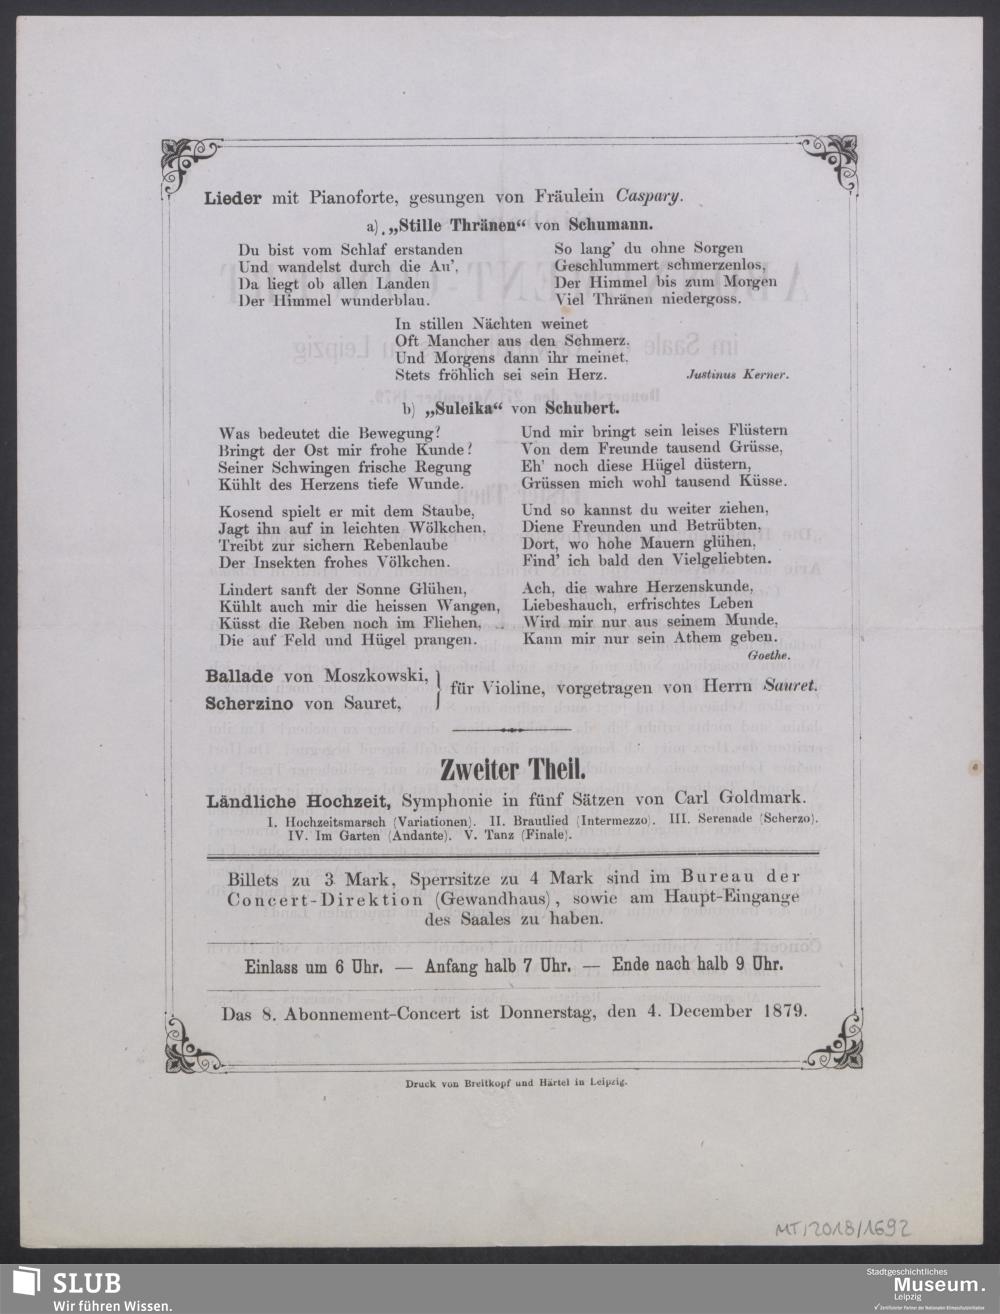 Lieder mit Pianoforte, gesungen von Fräulein Caspary.
a) „Stille Thränen“ von Schumann.
Du bist vom Schlaf erstanden
Und wandelst durch die Au',
Da liegt ob allen Landen
Der Himmel wunderblau.
So lang' du ohne Sorgen
Geschlummert schmerzenlos,
Der Himmel bis zum Morgen
Viel Thränen niedergoss.
In stillen Nächten weinet
Oft Mancher aus den Schmerz,
Und Morgens dann ihr meinet,
Stets fröhlich sei sein Herz.
Justinus Kerner.
b) „Suleika“ von Schubert.
Was bedeutet die Bewegung?
Bringt der Ost mir frohe Kunde?
Seiner Schwingen frische Regung
Kühlt des Herzens tiefe Wunde.
Kosend spielt er mit dem Staube,
Jagt ihn auf in leichten Wölkchen,
Treibt zur sichern Rebenlaube
Der Insekten frohes Völkchen.
Lindert sanft der Sonne Glühen,
Kühlt auch mir die heissen Wangen,
Küsst die Reben noch im Fliehen,
Die auf Feld und Hügel prangen.
Und mir bringt sein leises Flüstern
Von dem Freunde tausend Grüsse,
Eh' noch diese Hügel düstern,
Grüssen mich wohl tausend Küsse.
Und so kannst du weiter ziehen,
Diene Freunden und Betrübten,
Dort, wo hohe Mauern glühen,
Find' ich bald den Vielgeliebten.
Ach, die wahre Herzenskunde,
Liebeshauch, erfrischtes Leben
Wird mir nur aus seinem Munde,
Kann mir nur sein Athem geben.
Goethe.
Ballade von Moszkowski,
Scherzino von Sauret,
für Violine, vorgetragen von Herrn Sauret.
Zweiter Theil.
Ländliche Hochzeit, Symphonie in fünf Sätzen von Carl Goldmark.
I. Hochzeitsmarsch (Variationen). II. Brautlied (Intermezzo). III. Serenade (Scherzo).
IV. Im Garten (Andante). V. Tanz (Finale).
Billets zu 3 Mark, Sperrsitze zu 4 Mark sind im Bureau der
Concert-Direktion (Gewandhaus), sowie am Haupt-Eingange
des Saales zu haben.
Einlass um 6 Uhr. — Anfang halb 7 Uhr. — Ende nach halb 9 Uhr.
Das 8. Abonnement-Concert ist Donnerstag, den 4. December 1879.
Druck von Breitkopf und Härtel in Leipzig.
MT/2018/1692
SLUB
Wir führen Wissen.
Stadtgeschichtliches
Museum.
Leipzig
Zertifizierter Partner der Nationalen Klimaschutzinitiative